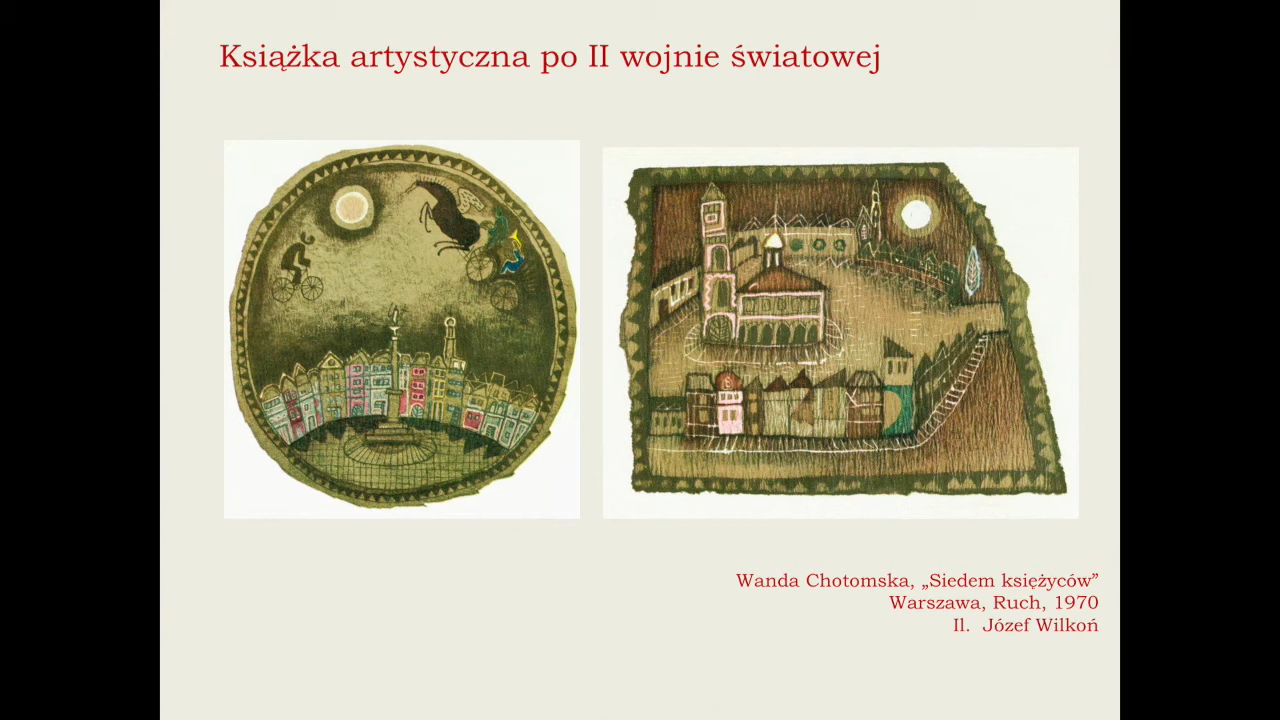 Książka artystyczna po II wojnie światowej
Wanda Chotomska, „Siedem księżyców”
Warszawa, Ruch, 1970
Il. Józef Wilkoń